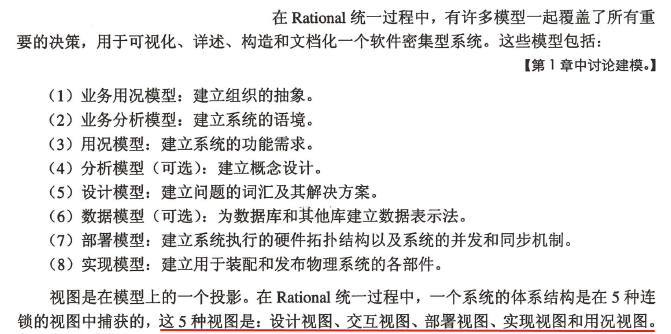 在 Rational 统一过程中，有许多模型一起覆盖了所有重
要的决策，用于可视化、详述、构造和文档化一个软件密集型系统。这些模型包括：
【第 1 章中讨论建模。】
（1）业务用况模型：建立组织的抽象。
（2）业务分析模型：建立系统的语境。
（3）用况模型：建立系统的功能需求。
（4）分析模型（可选）：建立概念设计。
（5）设计模型：建立问题的词汇及其解决方案。
（6）数据模型（可选）：为数据库和其他库建立数据表示法。
（7）部署模型：建立系统执行的硬件拓扑结构以及系统的并发和同步机制。
（8）实现模型：建立用于装配和发布物理系统的各部件。
视图是在模型上的一个投影。在 Rational 统一过程中，一个系统的体系结构是在 5 种连
锁的视图中捕获的，这 5 种视图是：设计视图、交互视图、部署视图、实现视图和用况视图。